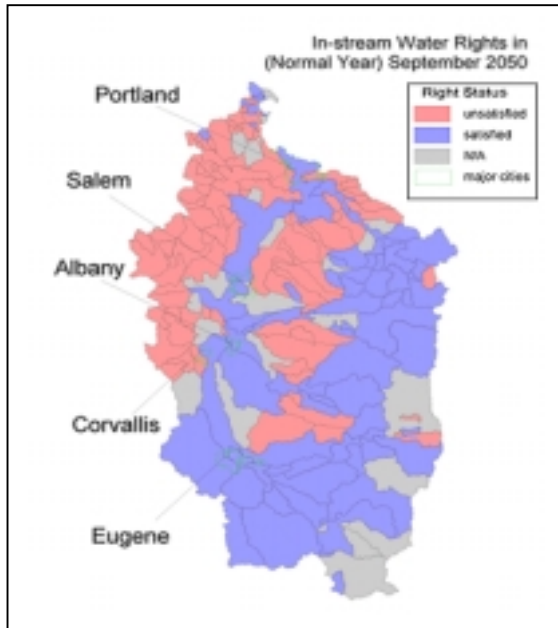 In-stream Water Rights in
(Normal Year) September 2050
Right Status
unsatisfied
satisfied
N/A
major cities
Portland
Salem
Albany
Corvallis
Eugene